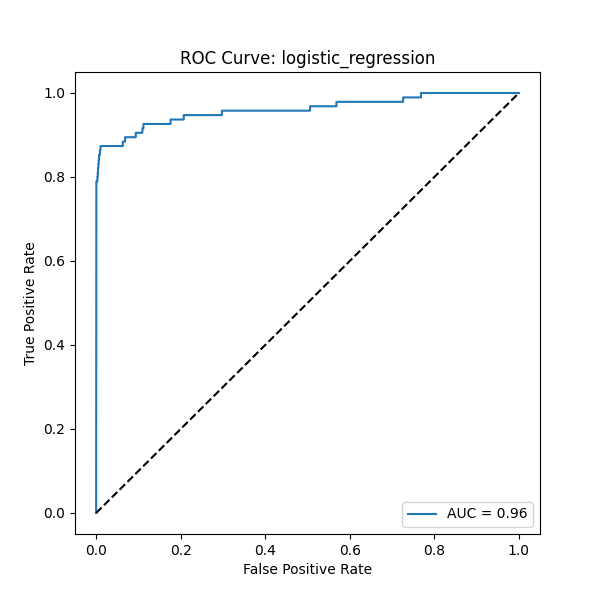 ROC Curve: logistic_regression
True Positive Rate
1.0
0.8
0.6
0.4
0.2
0.0
AUC = 0.96
0.0 0.2 0.4 0.6 0.8 1.0
False Positive Rate